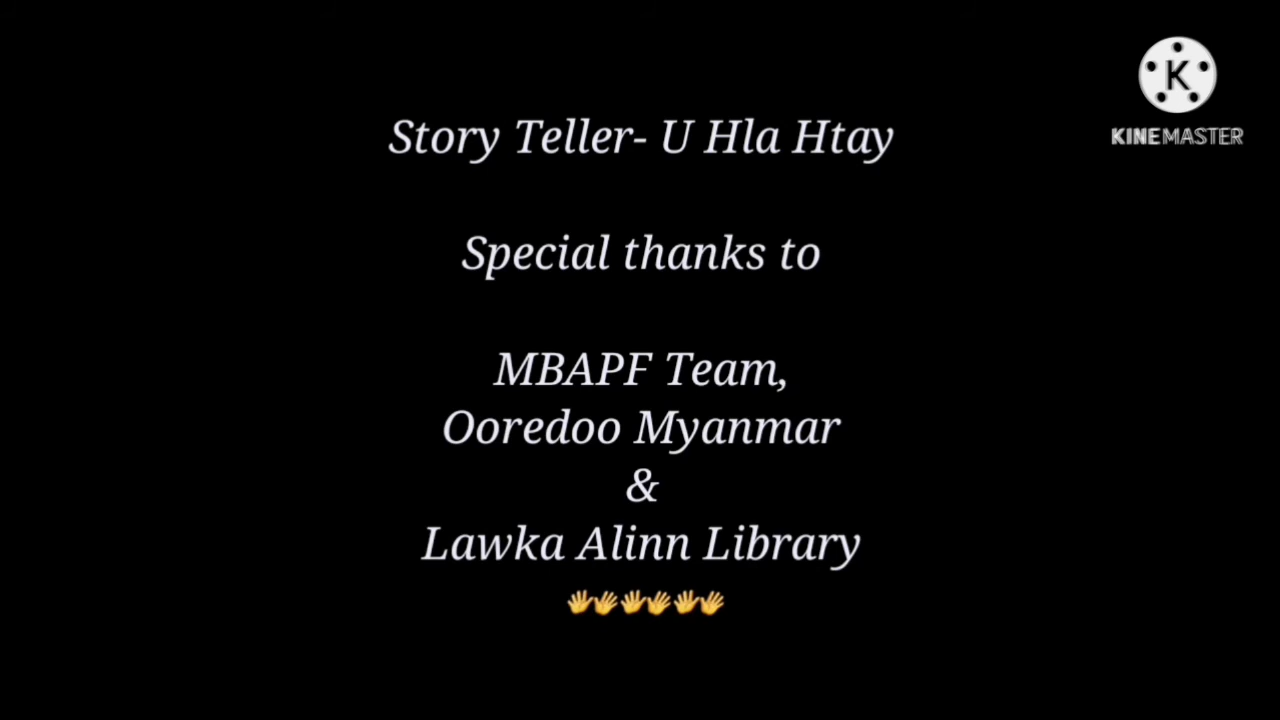 Story Teller- U Hla Htay
Special thanks to
MBAPF Team,
Ooredoo Myanmar
&
Lawka Alinn Library
👋👋👋👋👋👋
K
KINEMASTER